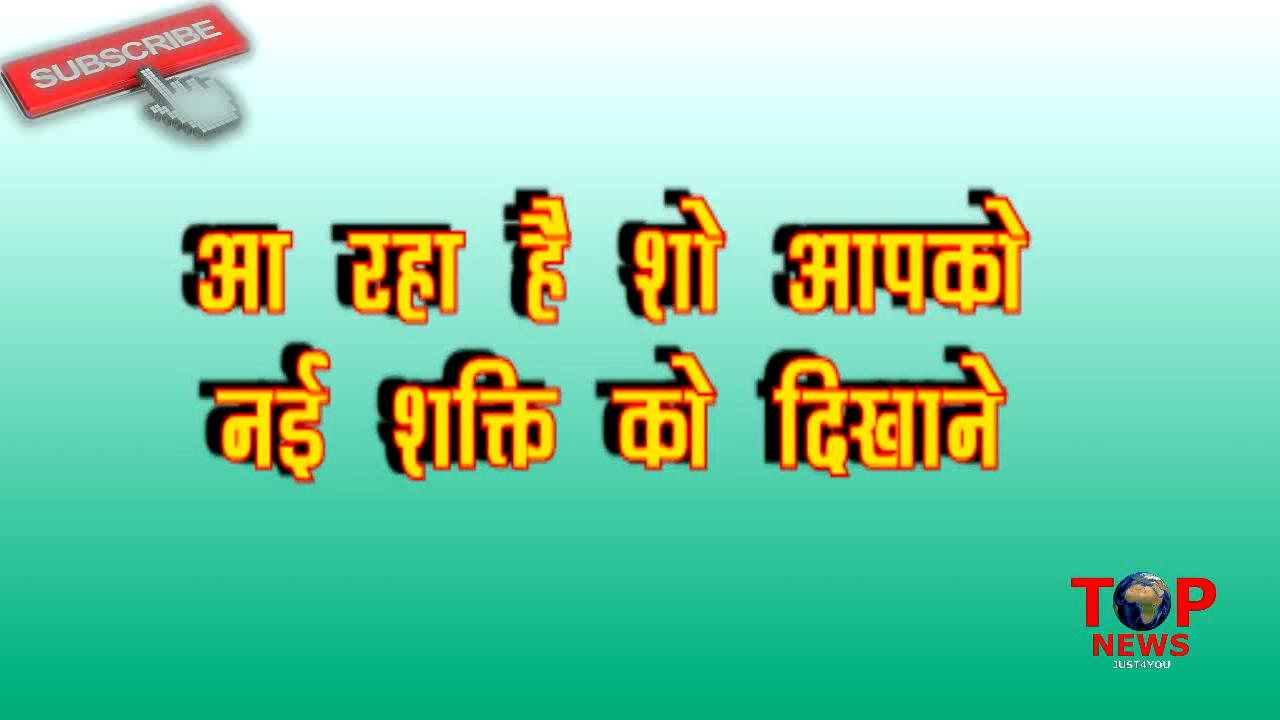 SUBSCRIBE
आ रहा है शो आपको
नई शक्ति को दिखाने
TOP
NEWS
JUST4YOU